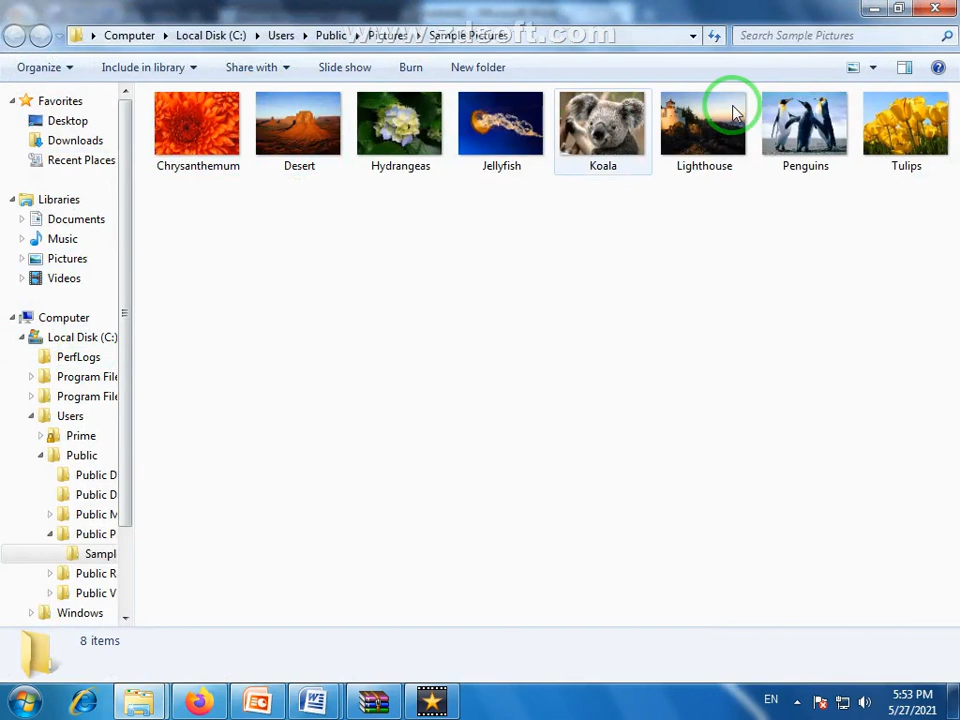 Computer Local Disk (C:) Users Public Pictures Sample Pictures
www.zdsoft.com
Search Sample Pictures
Organize Include in library Share with Slide show Burn New folder
Favorites
Desktop
Downloads
Recent Places
Libraries
Documents
Music
Pictures
Videos
Computer
Local Disk (C:)
PerfLogs
Program File
Program File
Users
Prime
Public
Public D
Public D
Public M
Public P
Sampl
Public R
Public V
Windows
Chrysanthemum Desert Hydrangeas Jellyfish Koala Lighthouse Penguins Tulips
8 items
EN
5:53 PM
5/27/2021